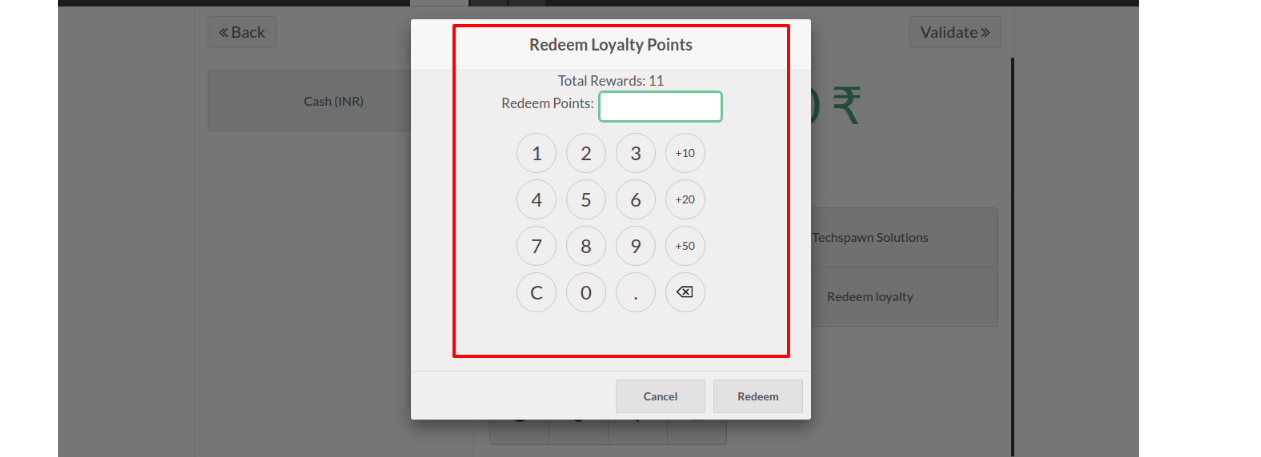 Back
Validate
Redeem Loyalty Points
Total Rewards: 11
Redeem Points:
Cash (INR)
₹
1 2 3 +10
4 5 6 +20
7 8 9 +50
C 0 .
Techspawn Solutions
Redeem loyalty
Cancel Redeem